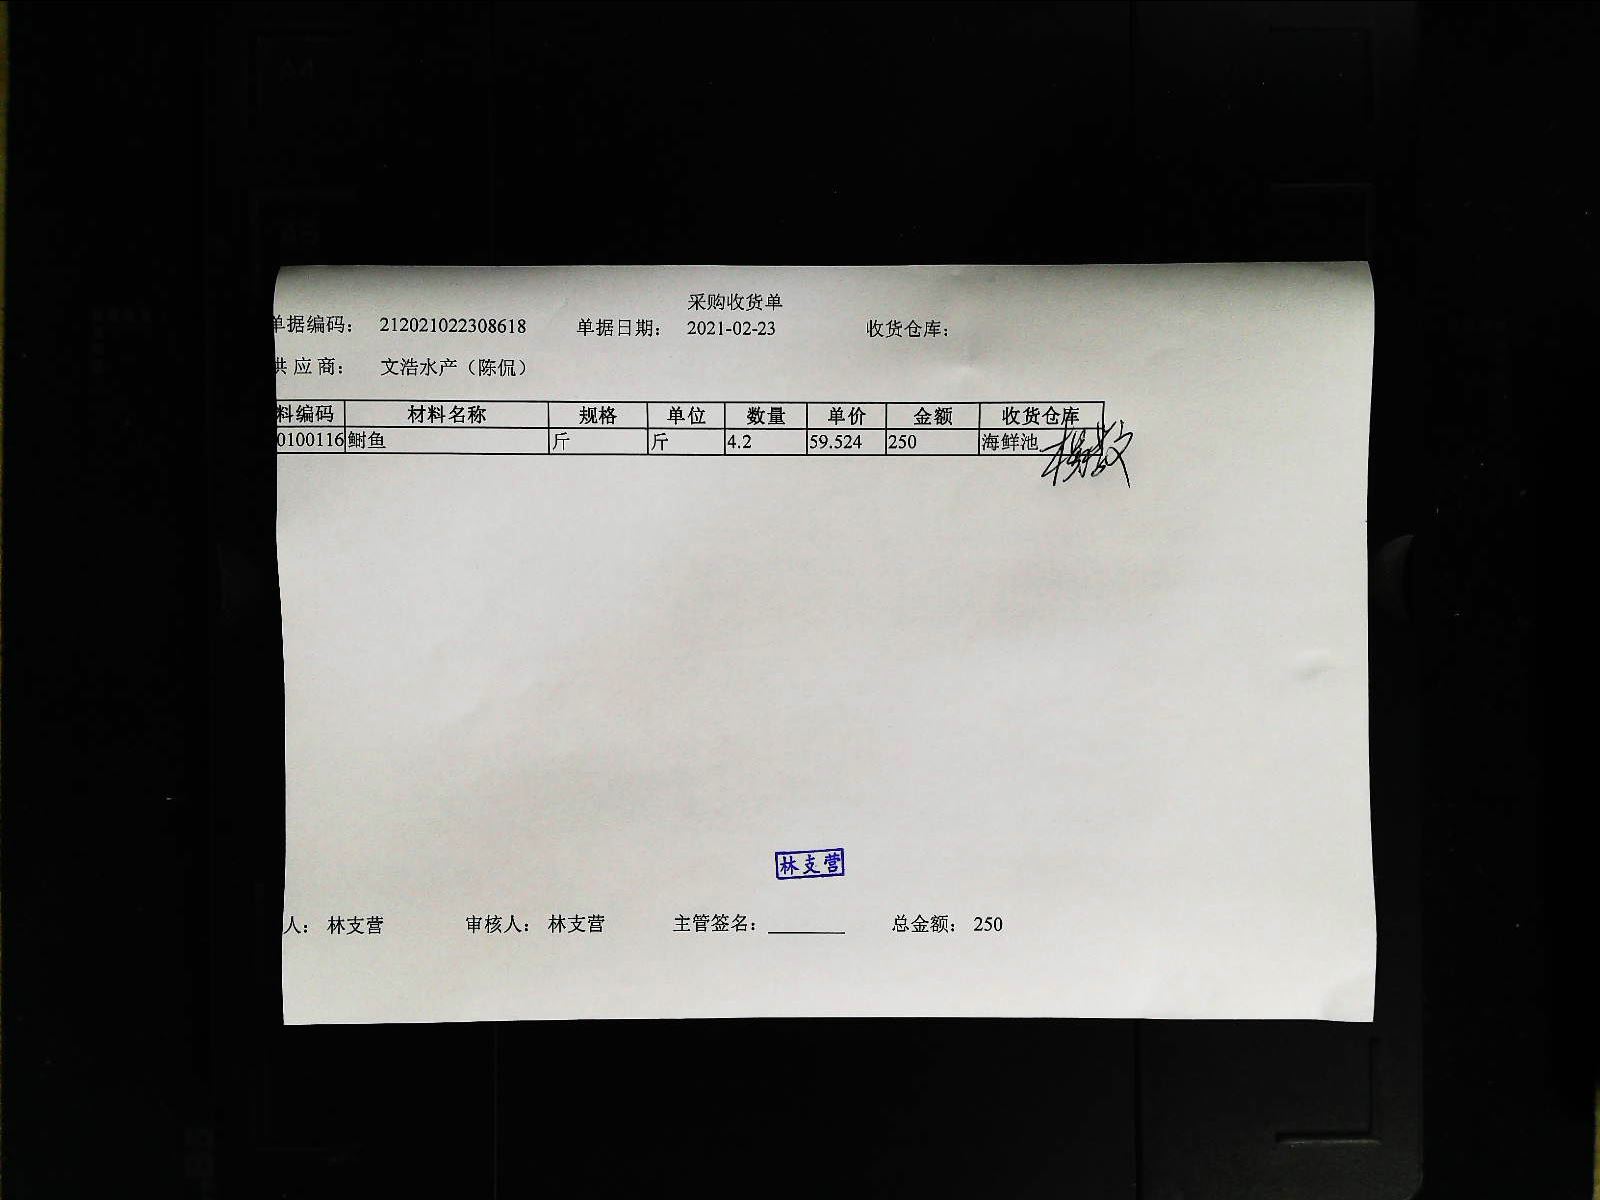 采购收货单
单据编码: 212021022308618 单据日期: 2021-02-23 收货仓库:
供应商: 文浩水产（陈侃）
料编码 材料名称 规格 单位 数量 单价 金额 收货仓库
0100116 鲥鱼 斤 斤 4.2 59.524 250 海鲜池
林支营
人: 林支营 审核人: 林支营 主管签名: 总金额: 250